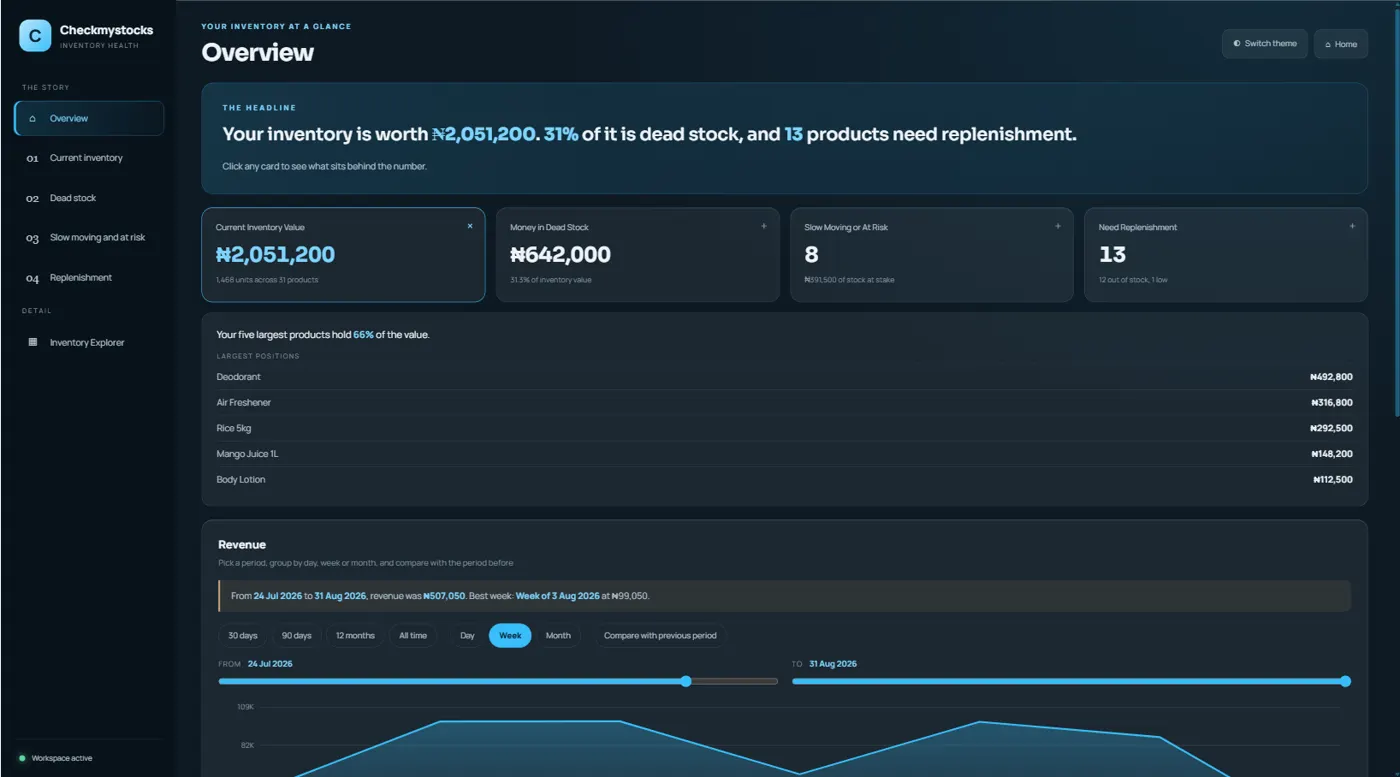 C
Checkmystocks
INVENTORY HEALTH
THE STORY
Overview
01 Current inventory
02 Dead stock
03 Slow moving and at risk
04 Replenishment
DETAIL
Inventory Explorer
Workspace active
YOUR INVENTORY AT A GLANCE
Overview
Switch theme
Home
THE HEADLINE
Your inventory is worth ₦2,051,200. 31% of it is dead stock, and 13 products need replenishment.
Click any card to see what sits behind the number.
Current Inventory Value ×
₦2,051,200
1,468 units across 31 products
Money in Dead Stock +
₦642,000
31.3% of inventory value
Slow Moving or At Risk +
8
₦391,500 of stock at stake
Need Replenishment +
13
12 out of stock, 1 low
Your five largest products hold 66% of the value.
LARGEST POSITIONS
Deodorant ₦492,800
Air Freshener ₦316,800
Rice 5kg ₦292,500
Mango Juice 1L ₦148,200
Body Lotion ₦112,500
Revenue
Pick a period, group by day, week or month, and compare with the period before
From 24 Jul 2026 to 31 Aug 2026, revenue was ₦507,050. Best week: Week of 3 Aug 2026 at ₦99,050.
30 days 90 days 12 months All time Day Week Month Compare with previous period
FROM 24 Jul 2026 TO 31 Aug 2026
109K
82K